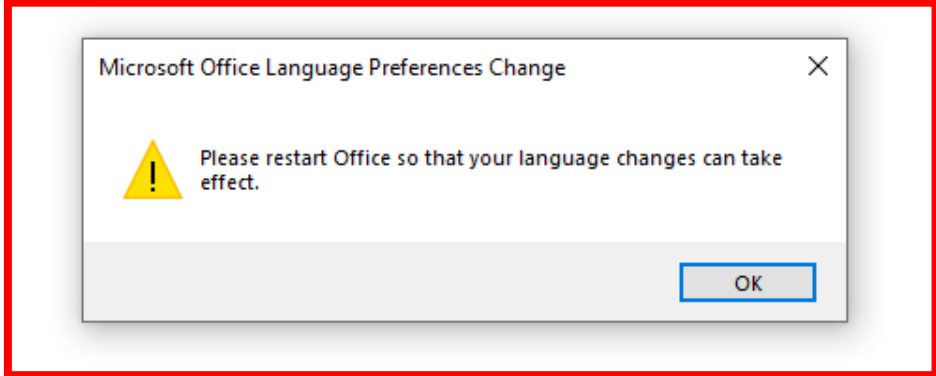 Microsoft Office Language Preferences Change
Please restart Office so that your language changes can take
effect.
OK